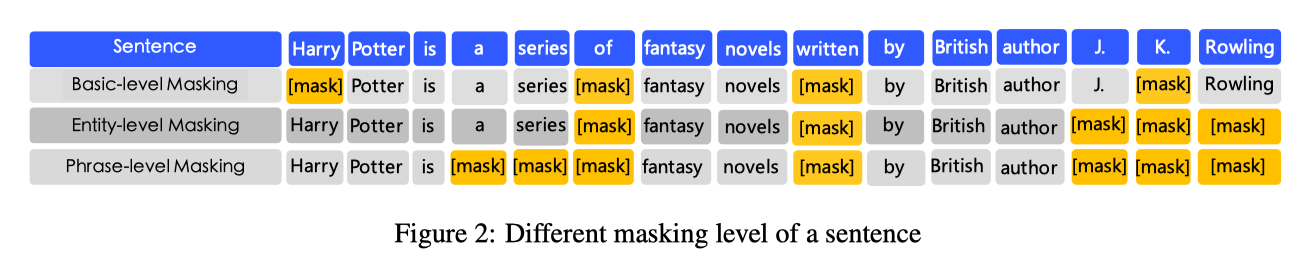 Sentence Harry Potter is a series of fantasy novels written by British author J. K. Rowling
Basic-level Masking [mask] Potter is a series [mask] fantasy novels [mask] by British author J. [mask] Rowling
Entity-level Masking Harry Potter is a series [mask] fantasy novels [mask] by British author [mask] [mask] [mask]
Phrase-level Masking Harry Potter is [mask] [mask] [mask] fantasy novels [mask] by British author [mask] [mask] [mask]
Figure 2: Different masking level of a sentence